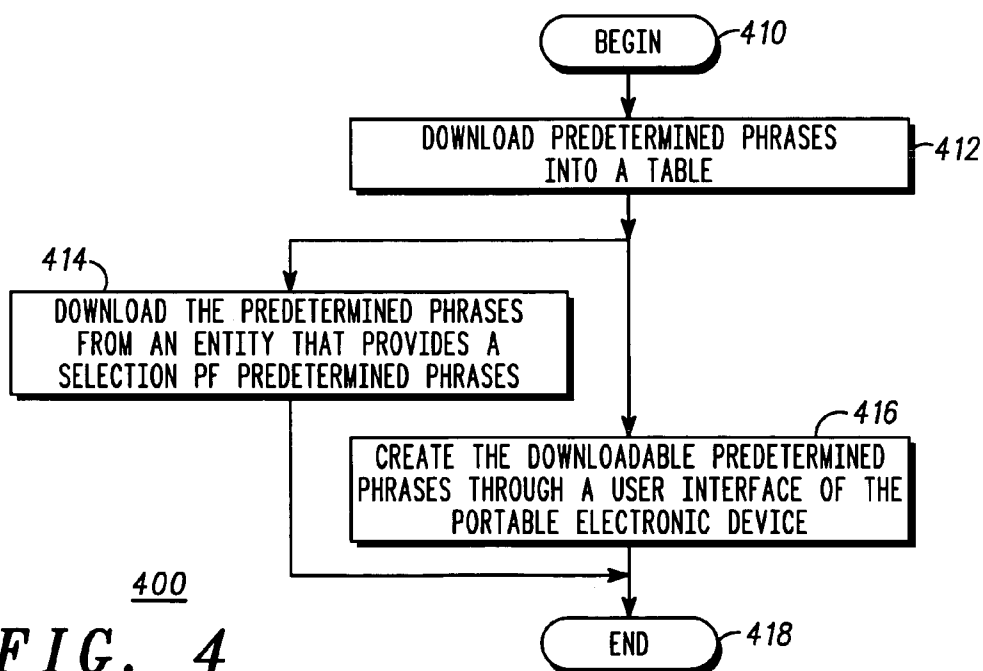 BEGIN
410
DOWNLOAD PREDETERMINED PHRASES
INTO A TABLE
412
414
DOWNLOAD THE PREDETERMINED PHRASES
FROM AN ENTITY THAT PROVIDES A
SELECTION PF PREDETERMINED PHRASES
416
CREATE THE DOWNLOADABLE PREDETERMINED
PHRASES THROUGH A USER INTERFACE OF THE
PORTABLE ELECTRONIC DEVICE
400
END
418
FIG. 4